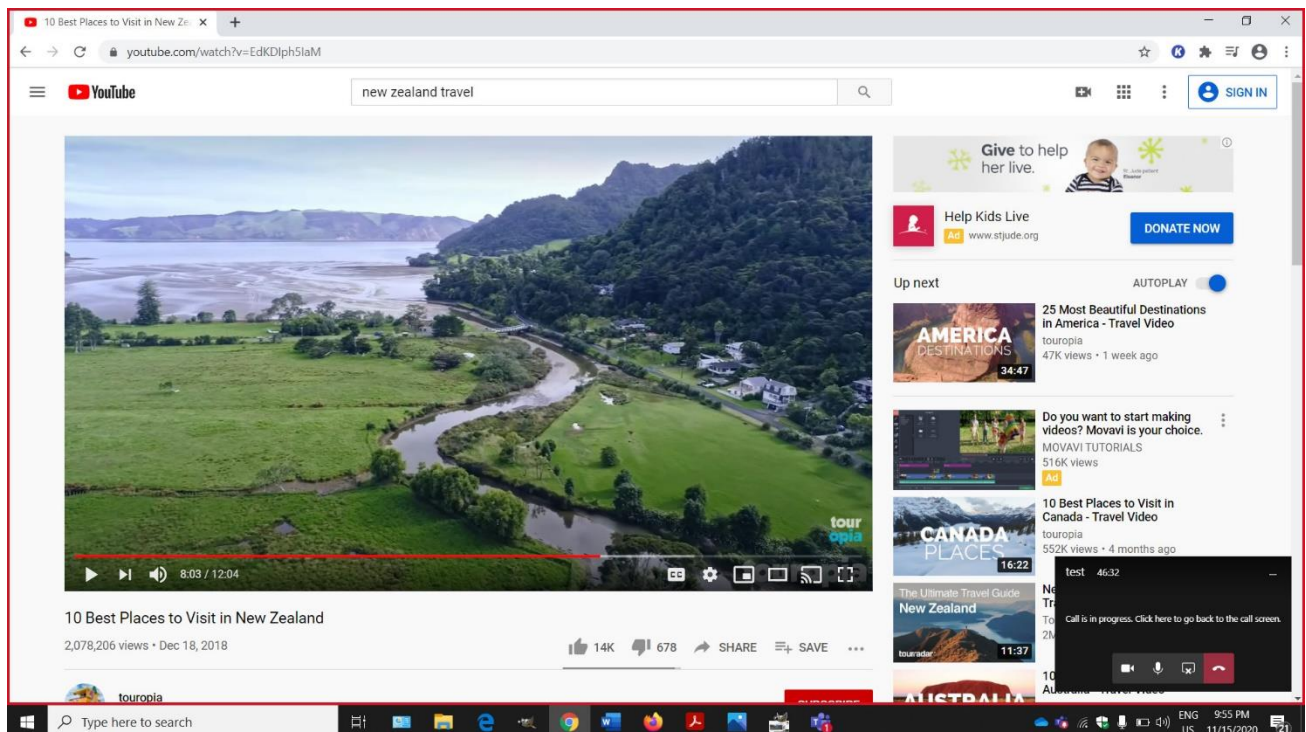 10 Best Places to Visit in New Ze
youtube.com/watch?v=EdKDIph5IaM
YouTube
new zealand travel
SIGN IN
Give to help
her live.
Help Kids Live
Ad www.stjude.org
DONATE NOW
Up next
AUTOPLAY
AMERICA
DESTINATIONS
34:47
25 Most Beautiful Destinations
in America - Travel Video
touropia
47K views • 1 week ago
Do you want to start making
videos? Movavi is your choice.
MOVAVI TUTORIALS
516K views
Ad
CANADA
PLACES
16:22
10 Best Places to Visit in
Canada - Travel Video
touropia
552K views • 4 months ago
The Ultimate Travel Guide
New Zealand
tourradar
11:37
AUSTRALIA
tour
opia
8:03 / 12:04
CC
10 Best Places to Visit in New Zealand
2,078,206 views • Dec 18, 2018
14K
678
SHARE
SAVE
touropia
SUBSCRIBE
test 46:32
Call is in progress. Click here to go back to the call screen.
Type here to search
ENG
US
9:55 PM
11/15/2020
21